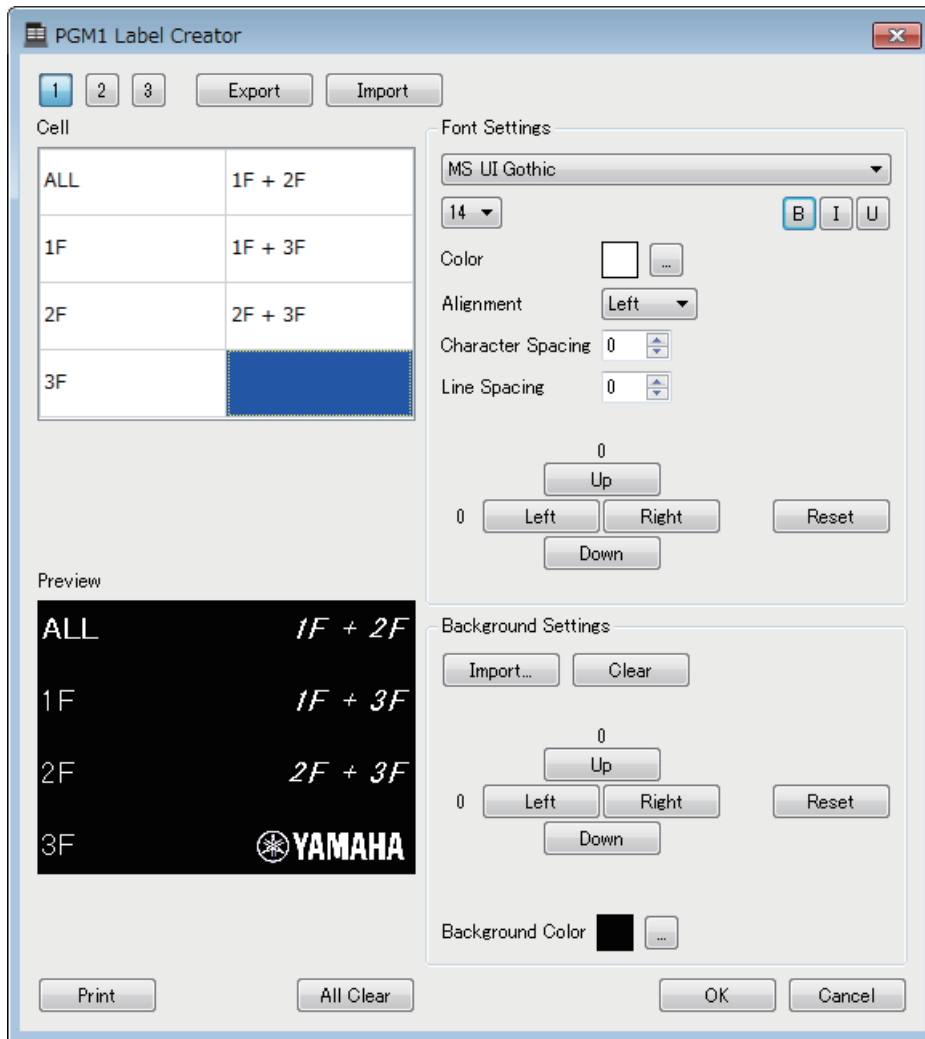 PGM1 Label Creator
1 2 3 Export Import
Cell
ALL 1F + 2F
1F 1F + 3F
2F 2F + 3F
3F
Font Settings
MS UI Gothic
14 B I U
Color ...
Alignment Left
Character Spacing 0
Line Spacing 0
0
Up
0 Left Right Reset
Down
Preview
ALL 1F + 2F
1F 1F + 3F
2F 2F + 3F
3F YAMAHA
Background Settings
Import... Clear
0
Up
0 Left Right Reset
Down
Background Color ...
Print All Clear OK Cancel